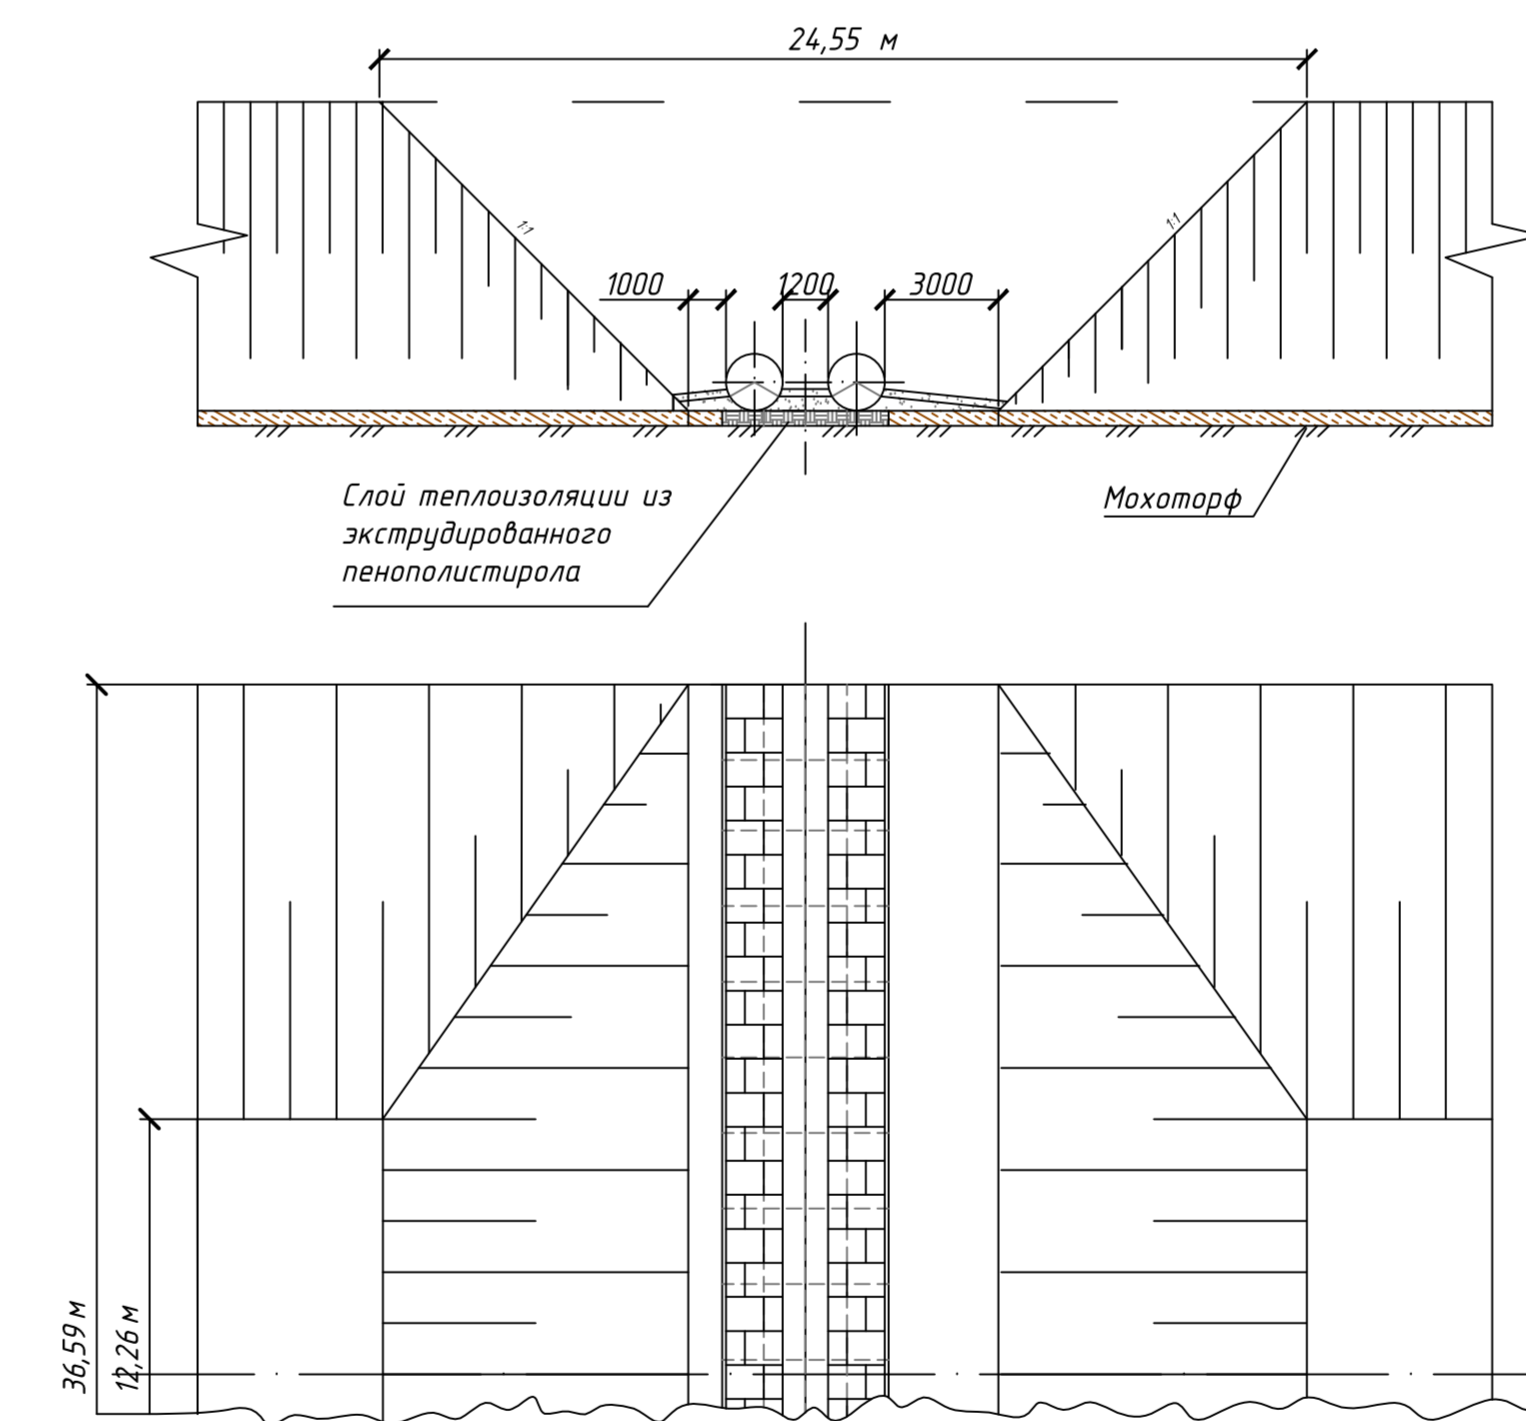 24,55 м
1:1
1:1
1000
1200
3000
Слой теплоизоляции из
экструдированного
пенополистирола
Мохоторф
36,59 м
12,26 м